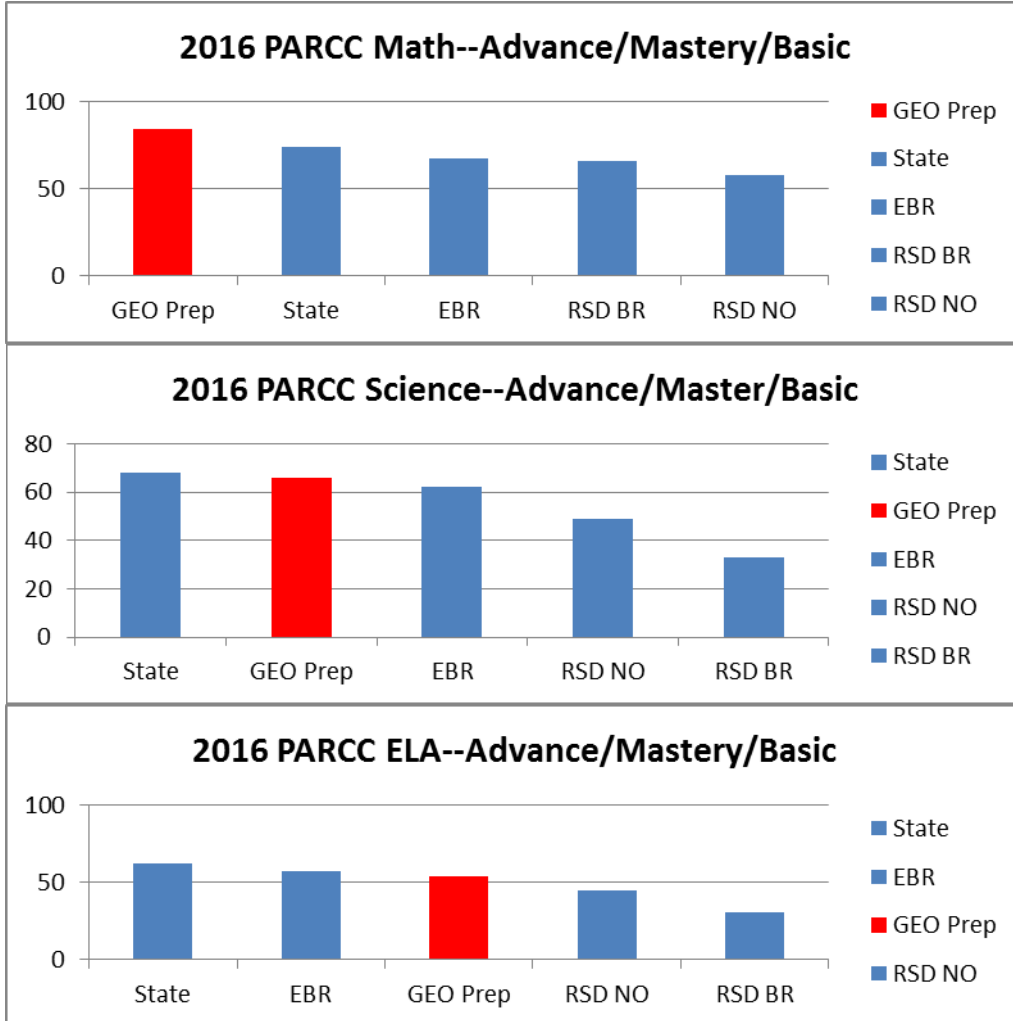 2016 PARCC Math--Advance/Mastery/Basic
100
50
0
GEO Prep
State
EBR
RSD BR
RSD NO
GEO Prep
State
EBR
RSD BR
RSD NO
2016 PARCC Science--Advance/Master/Basic
80
60
40
20
0
State
GEO Prep
EBR
RSD NO
RSD BR
State
GEO Prep
EBR
RSD NO
RSD BR
2016 PARCC ELA--Advance/Mastery/Basic
100
50
0
State
EBR
GEO Prep
RSD NO
RSD BR
State
EBR
GEO Prep
RSD NO